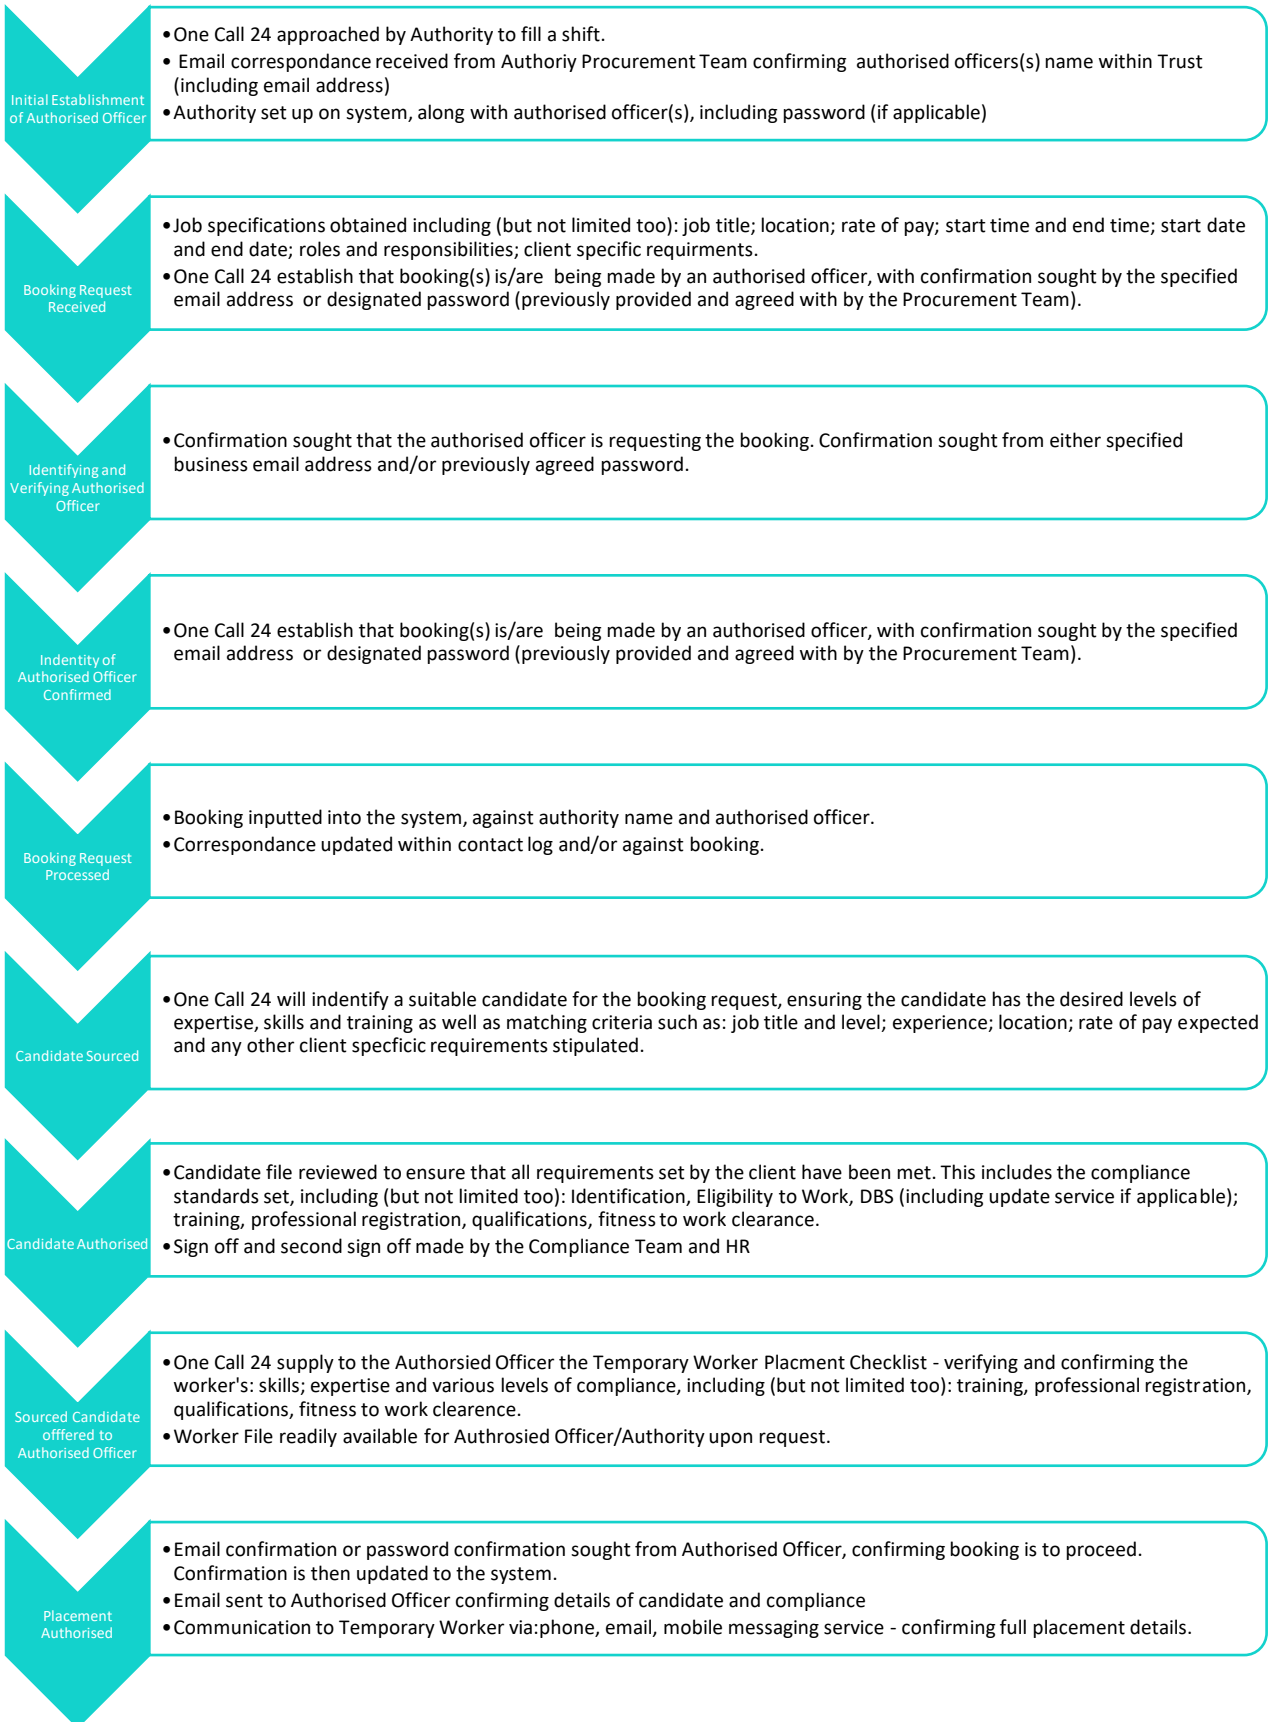 Initial Establishment
of Authorised Officer
•One Call 24 approached by Authority to fill a shift.
• Email correspondance received from Authoriy Procurement Team confirming authorised officers(s) name within Trust
(including email address)
•Authority set up on system, along with authorised officer(s), including password (if applicable)
Booking Request
Received
•Job specifications obtained including (but not limited too): job title; location; rate of pay; start time and end time; start date
and end date; roles and responsibilities; client specific requirments.
•One Call 24 establish that booking(s) is/are being made by an authorised officer, with confirmation sought by the specified
email address or designated password (previously provided and agreed with by the Procurement Team).
Identifying and
Verifying Authorised
Officer
•Confirmation sought that the authorised officer is requesting the booking. Confirmation sought from either specified
business email address and/or previously agreed password.
Indentity of
Authorised Officer
Confirmed
•One Call 24 establish that booking(s) is/are being made by an authorised officer, with confirmation sought by the specified
email address or designated password (previously provided and agreed with by the Procurement Team).
Booking Request
Processed
•Booking inputted into the system, against authority name and authorised officer.
•Correspondance updated within contact log and/or against booking.
Candidate Sourced
•One Call 24 will indentify a suitable candidate for the booking request, ensuring the candidate has the desired levels of
expertise, skills and training as well as matching criteria such as: job title and level; experience; location; rate of pay expected
and any other client specficic requirements stipulated.
Candidate Authorised
•Candidate file reviewed to ensure that all requirements set by the client have been met. This includes the compliance
standards set, including (but not limited too): Identification, Eligibility to Work, DBS (including update service if applicable);
training, professional registration, qualifications, fitness to work clearance.
•Sign off and second sign off made by the Compliance Team and HR
Sourced Candidate
offfered to
Authorised Officer
•One Call 24 supply to the Authorsied Officer the Temporary Worker Placment Checklist - verifying and confirming the
worker's: skills; expertise and various levels of compliance, including (but not limited too): training, professional registration,
qualifications, fitness to work clearence.
•Worker File readily available for Authrosied Officer/Authority upon request.
Placement
Authorised
•Email confirmation or password confirmation sought from Authorised Officer, confirming booking is to proceed.
Confirmation is then updated to the system.
•Email sent to Authorised Officer confirming details of candidate and compliance
•Communication to Temporary Worker via:phone, email, mobile messaging service - confirming full placement details.